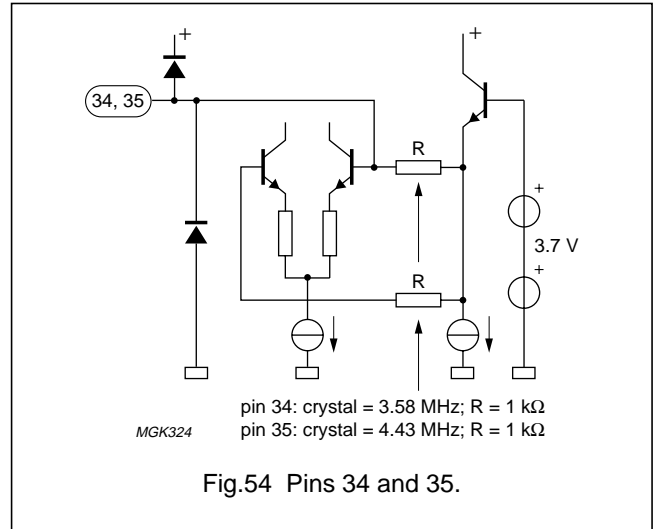 + +
34, 35
R
+
3.7 V
R +
pin 34: crystal = 3.58 MHz; R = 1 kΩ
MGK324 pin 35: crystal = 4.43 MHz; R = 1 kΩ
Fig.54 Pins 34 and 35.